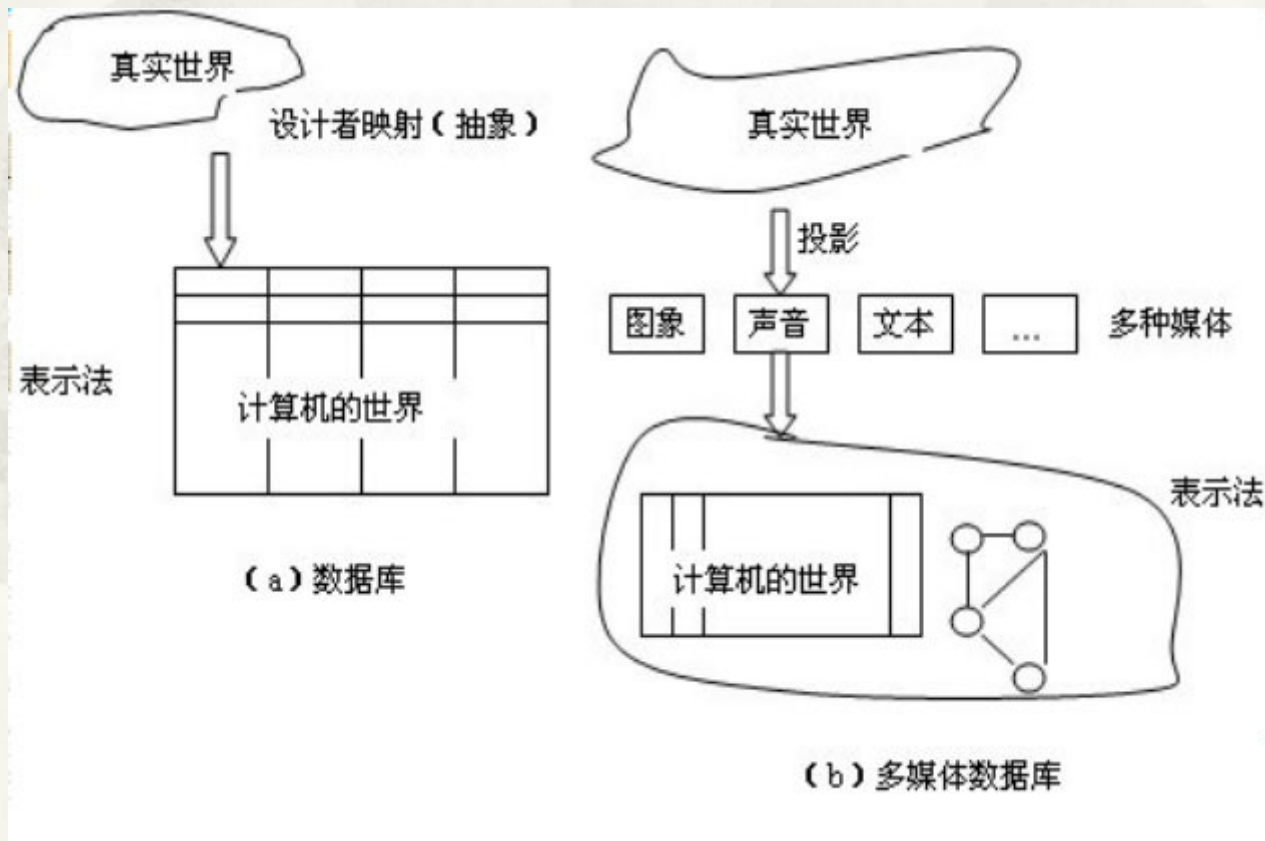 真实世界
设计者映射（抽象）
表示法
计算机的世界
（a）数据库
真实世界
投影
图象 声音 文本 ... 多种媒体
表示法
计算机的世界
（b）多媒体数据库